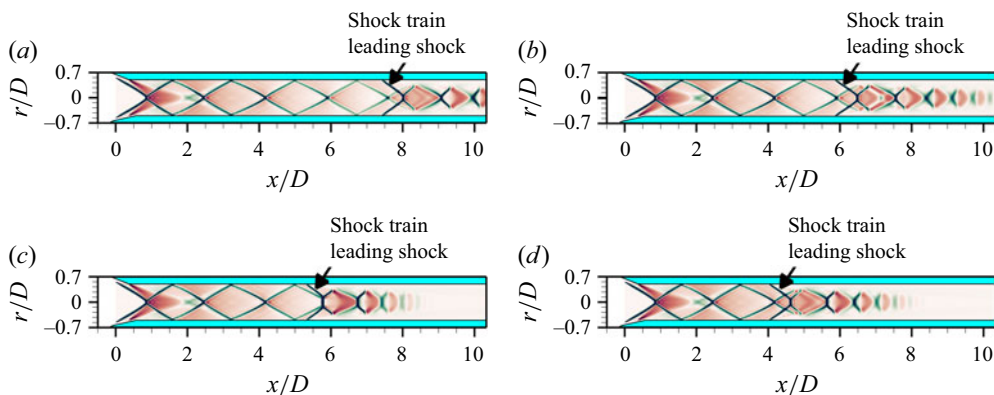 Shock train
leading shock
(a)
0.7
0
–0.7
r/D
0 2 4 6 8 10
x/D
Shock train
leading shock
(b)
0.7
0
–0.7
r/D
0 2 4 6 8 10
x/D
Shock train
leading shock
(c)
0.7
0
–0.7
r/D
0 2 4 6 8 10
x/D
Shock train
leading shock
(d)
0.7
0
–0.7
r/D
0 2 4 6 8 10
x/D